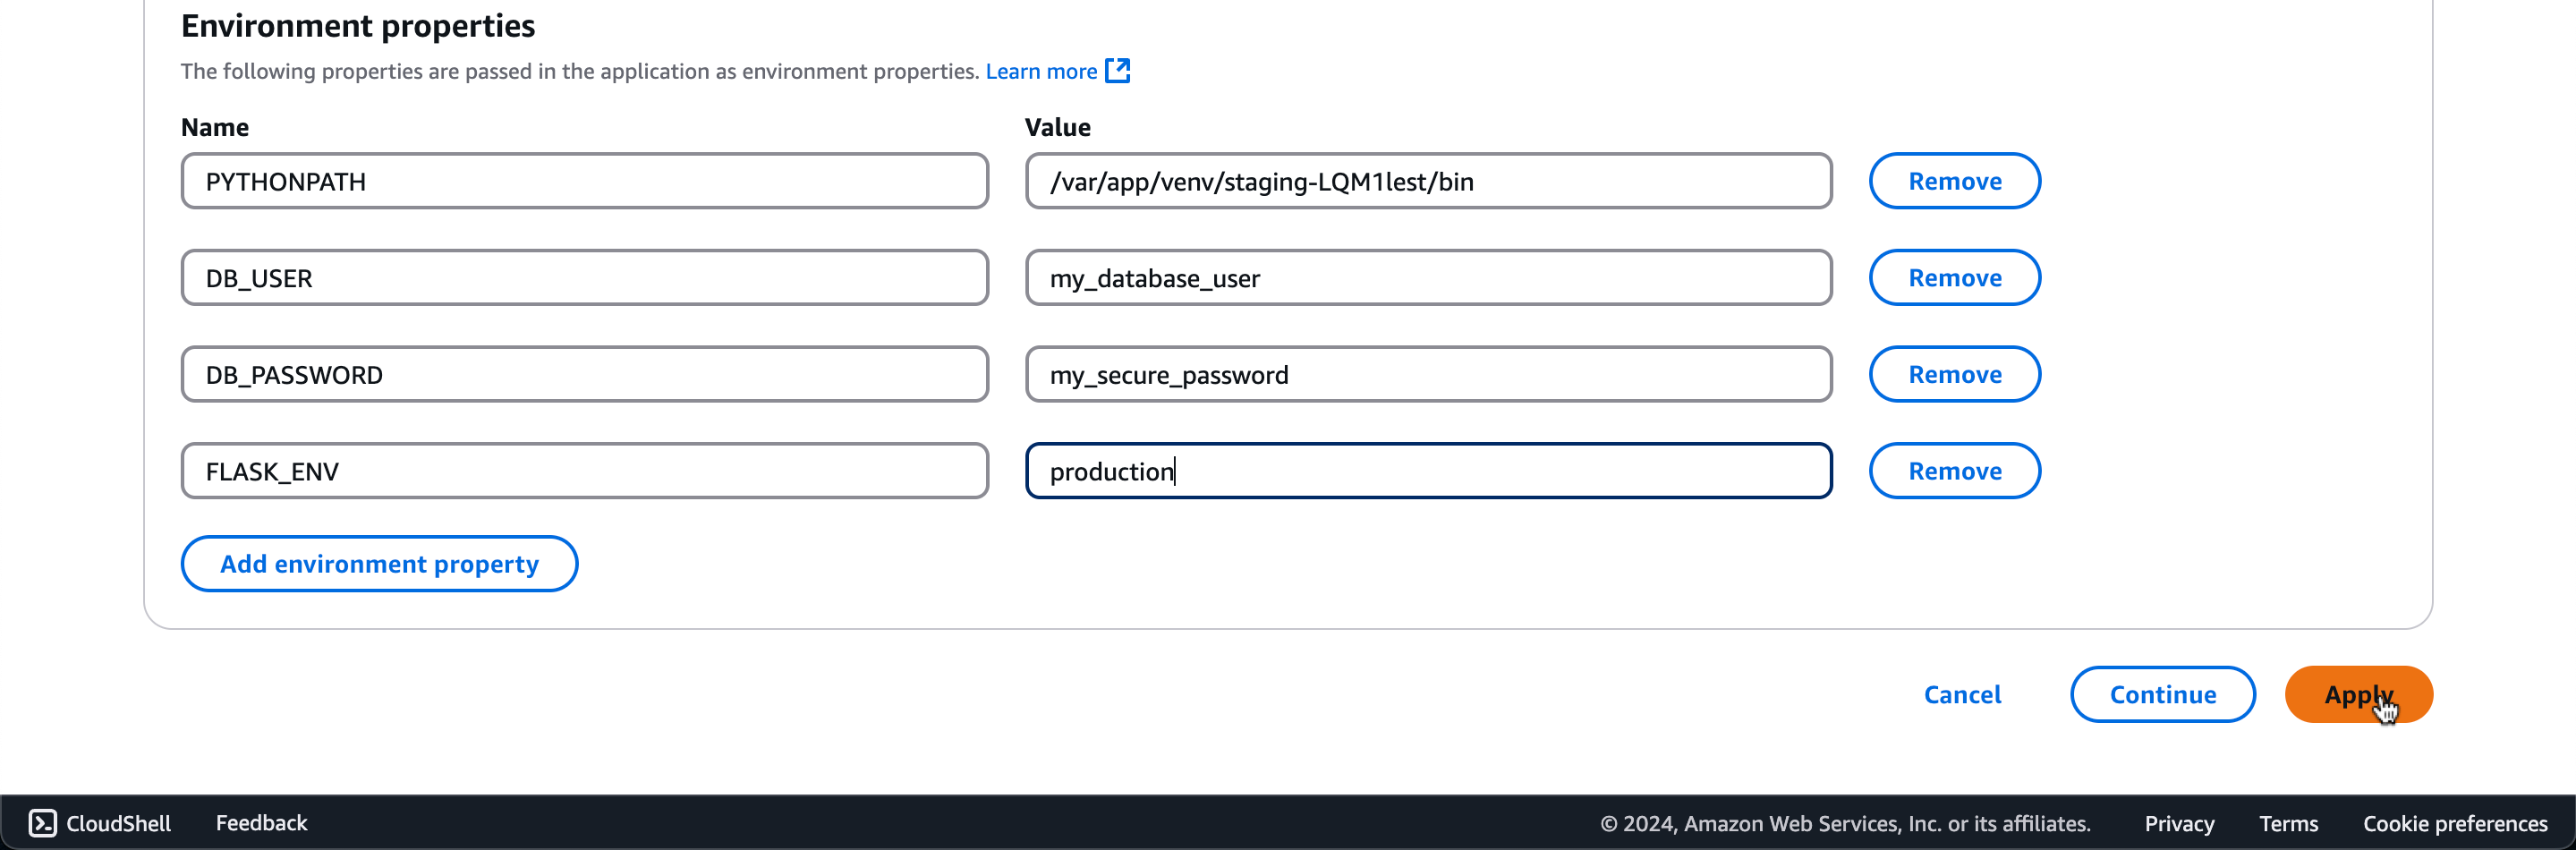 Environment properties
The following properties are passed in the application as environment properties. Learn more
Name Value
PYTHONPATH /var/app/venv/staging-LQM1lest/bin Remove
DB_USER my_database_user Remove
DB_PASSWORD my_secure_password Remove
FLASK_ENV production Remove
Add environment property
Cancel Continue Apply
CloudShell Feedback © 2024, Amazon Web Services, Inc. or its affiliates. Privacy Terms Cookie preferences